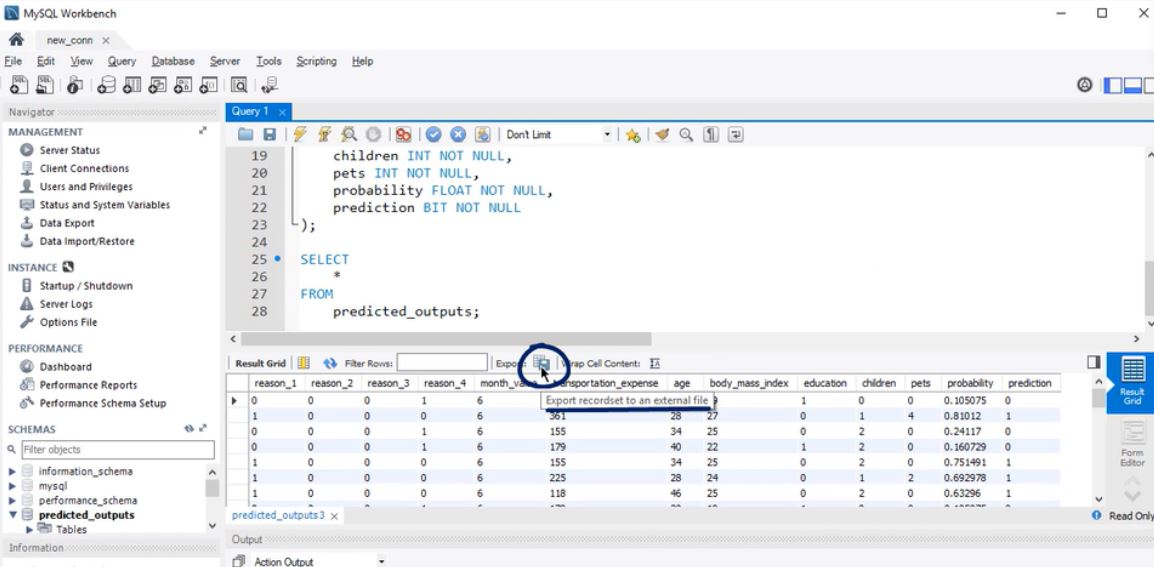 MySQL Workbench
new_conn
File Edit View Query Database Server Tools Scripting Help
Navigator
MANAGEMENT
Server Status
Client Connections
Users and Privileges
Status and System Variables
Data Export
Data Import/Restore
INSTANCE
Startup / Shutdown
Server Logs
Options File
PERFORMANCE
Dashboard
Performance Reports
Performance Schema Setup
SCHEMAS
Filter objects
information_schema
mysql
performance_schema
predicted_outputs
Tables
Information
Query 1
Don't Limit
19 children INT NOT NULL,
20 pets INT NOT NULL,
21 probability FLOAT NOT NULL,
22 prediction BIT NOT NULL
23 );
24
25 SELECT
26 *
27 FROM
28 predicted_outputs;
Result Grid Filter Rows: Export: Wrap Cell Content:
reason_1 reason_2 reason_3 reason_4 age body_mass_index education children pets probability prediction
0 0 0 1 6 1 0 0 0.105075 0
Export recordset to an external file
1 0 0 0 6 361 28 27 0 1 4 0.81012 1
0 0 0 1 6 155 34 25 0 2 0 0.24117 0
0 0 0 1 6 179 40 22 1 2 0 0.160729 0
1 0 0 0 6 155 34 25 0 2 0 0.751491 1
1 0 0 0 6 225 28 24 0 1 2 0.692978 1
1 0 0 0 6 118 46 25 0 2 0 0.63296 1
Result Grid
Form Editor
predicted_outputs3
Read Only
Output
Action Output